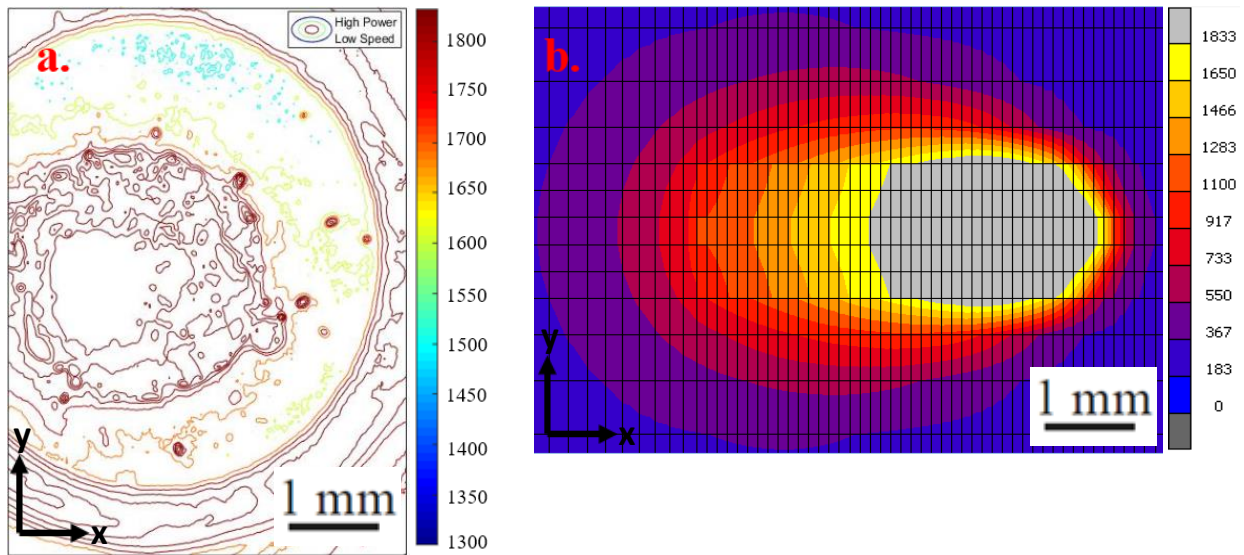 a.
High Power
Low Speed
1800
1750
1700
1650
1600
1550
1500
1450
1400
1350
1300
y
x
1 mm
b.
1833
1650
1466
1283
1100
917
733
550
367
183
0
y
x
1 mm